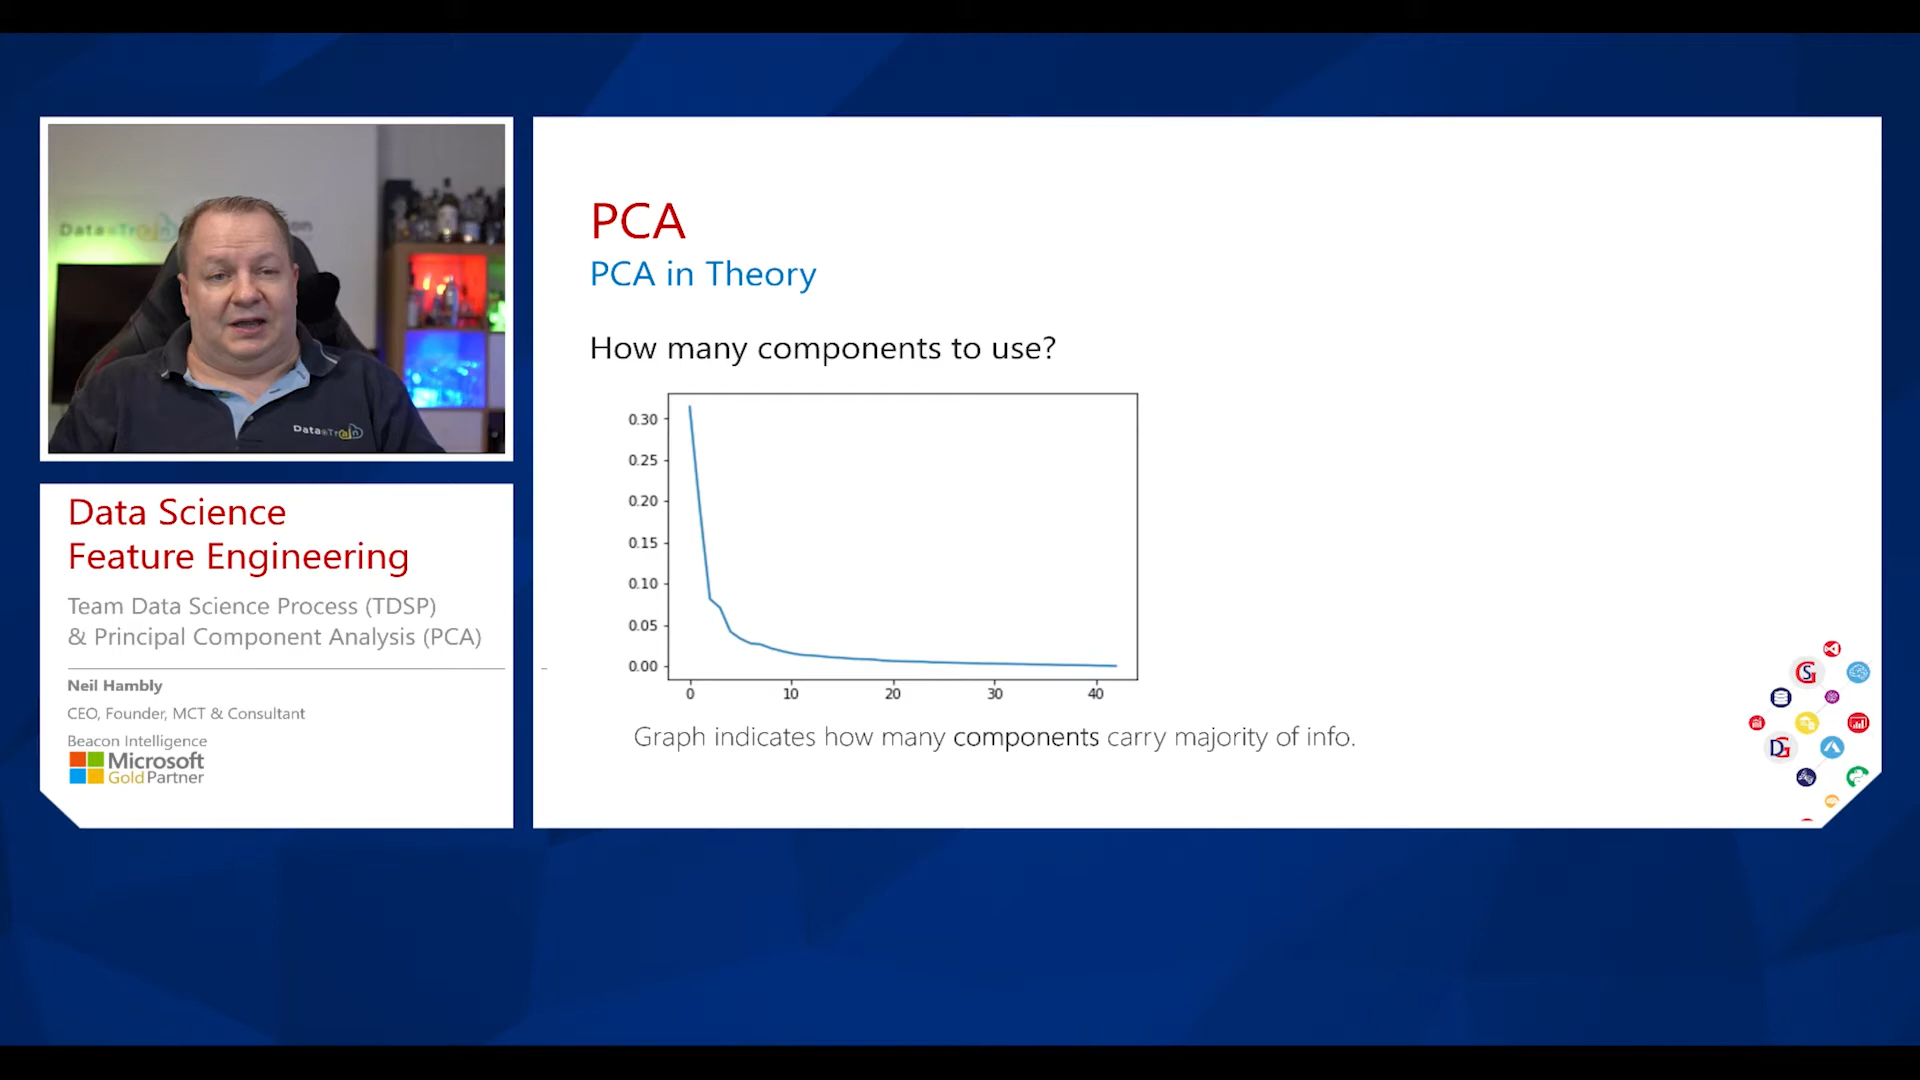 Data Train
Data Science
Feature Engineering
Team Data Science Process (TDSP)
& Principal Component Analysis (PCA)
Neil Hambly
CEO, Founder, MCT & Consultant
Beacon Intelligence
Microsoft
Gold Partner
PCA
PCA in Theory
How many components to use?
0.30
0.25
0.20
0.15
0.10
0.05
0.00
0 10 20 30 40
Graph indicates how many components carry majority of info.